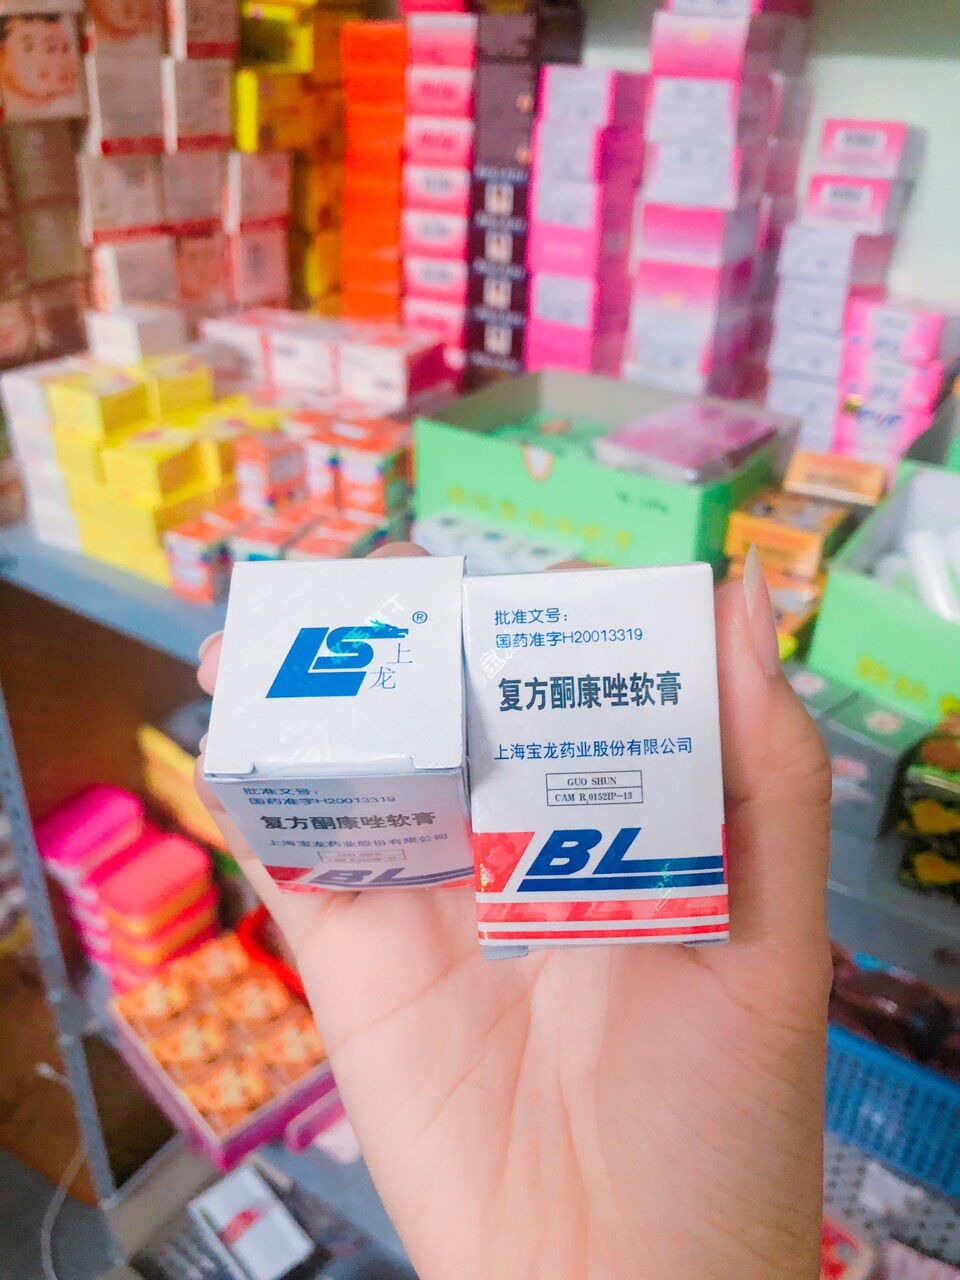 LS
®
上
龙
批准文号：
国药准字H20013319
复方酮康唑软膏
上海宝龙药业股份有限公司
BL
批准文号：
国药准字H20013319
复方酮康唑软膏
上海宝龙药业股份有限公司
GUO SHUN
CAM R.0152IP-13
BL